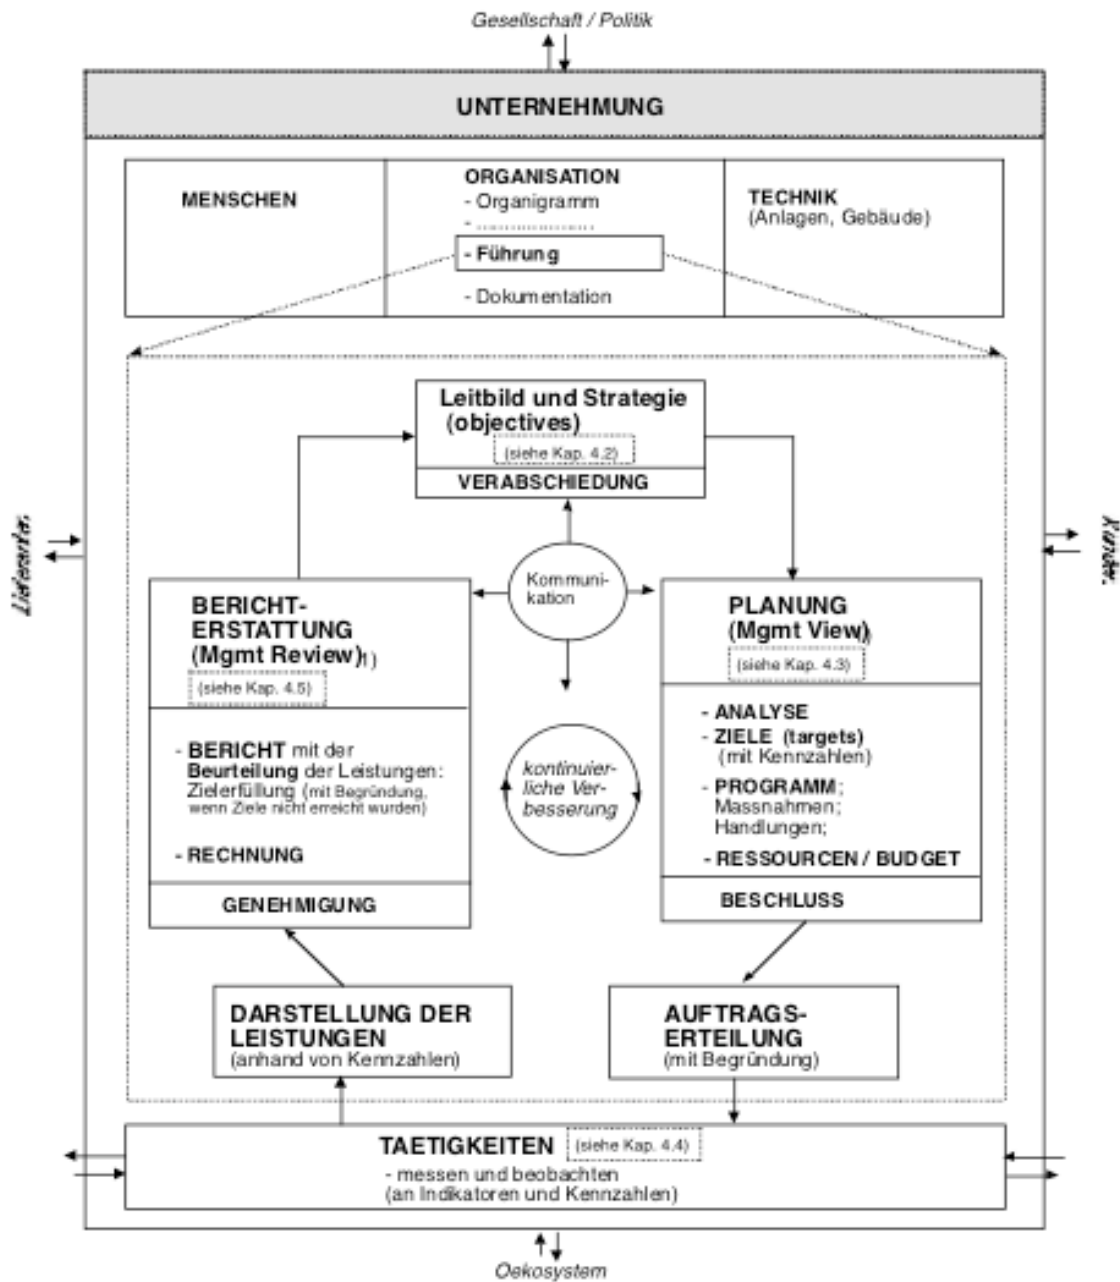 Gesellschaft / Politik
UNTERNEHMUNG
MENSCHEN
ORGANISATION
- Organigramm
- ......................
- Führung
- Dokumentation
TECHNIK
(Anlagen, Gebäude)
Leitbild und Strategie
(objectives)
(siehe Kap. 4.2)
VERABSCHIEDUNG
Lieferanten
Kunden
Kommuni-
kation
BERICHT-
ERSTATTUNG
(Mgmt Review) 1)
(siehe Kap. 4.5)
- BERICHT mit der
Beurteilung der Leistungen:
Zielerfüllung (mit Begründung,
wenn Ziele nicht erreicht wurden)
- RECHNUNG
GENEHMIGUNG
kontinuier-
liche Ver-
besserung
PLANUNG
(Mgmt View)
(siehe Kap. 4.3)
- ANALYSE
- ZIELE (targets)
(mit Kennzahlen)
- PROGRAMM;
Massnahmen;
Handlungen;
- RESSOURCEN / BUDGET
BESCHLUSS
DARSTELLUNG DER
LEISTUNGEN
(anhand von Kennzahlen)
AUFTRAGS-
ERTEILUNG
(mit Begründung)
TAETIGKEITEN (siehe Kap. 4.4)
- messen und beobachten
(an Indikatoren und Kennzahlen)
Oekosystem